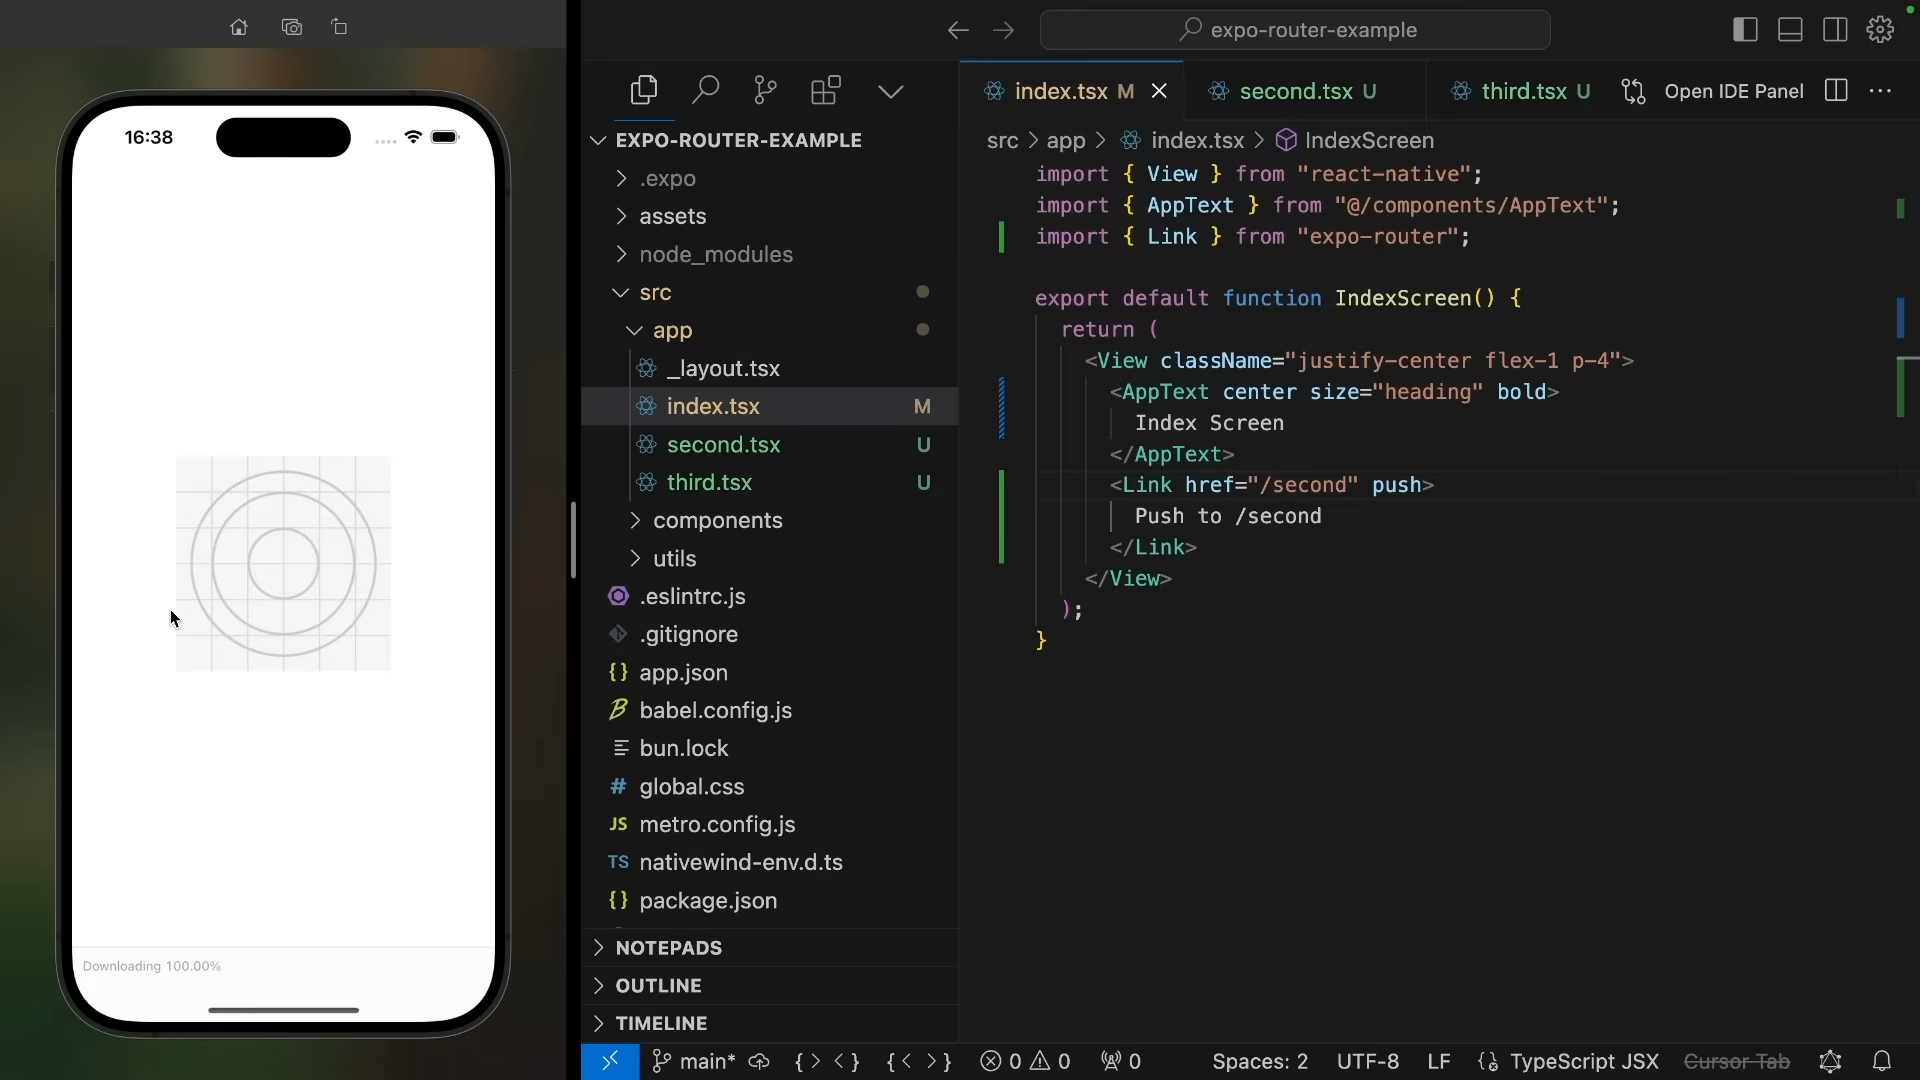 16:38
Downloading 100.00%
expo-router-example
EXPO-ROUTER-EXAMPLE
.expo
assets
node_modules
src
app
_layout.tsx
index.tsx M
second.tsx U
third.tsx U
components
utils
.eslintrc.js
.gitignore
{} app.json
babel.config.js
bun.lock
# global.css
JS metro.config.js
TS nativewind-env.d.ts
{} package.json
NOTEPADS
OUTLINE
TIMELINE
index.tsx M second.tsx U third.tsx U Open IDE Panel
src > app > index.tsx > IndexScreen
import { View } from "react-native";
import { AppText } from "@/components/AppText";
import { Link } from "expo-router";
export default function IndexScreen() {
return (
<View className="justify-center flex-1 p-4">
<AppText center size="heading" bold>
Index Screen
</AppText>
<Link href="/second" push>
Push to /second
</Link>
</View>
);
}
main* {> <} {< >} 0 0 0 Spaces: 2 UTF-8 LF TypeScript JSX Cursor Tab